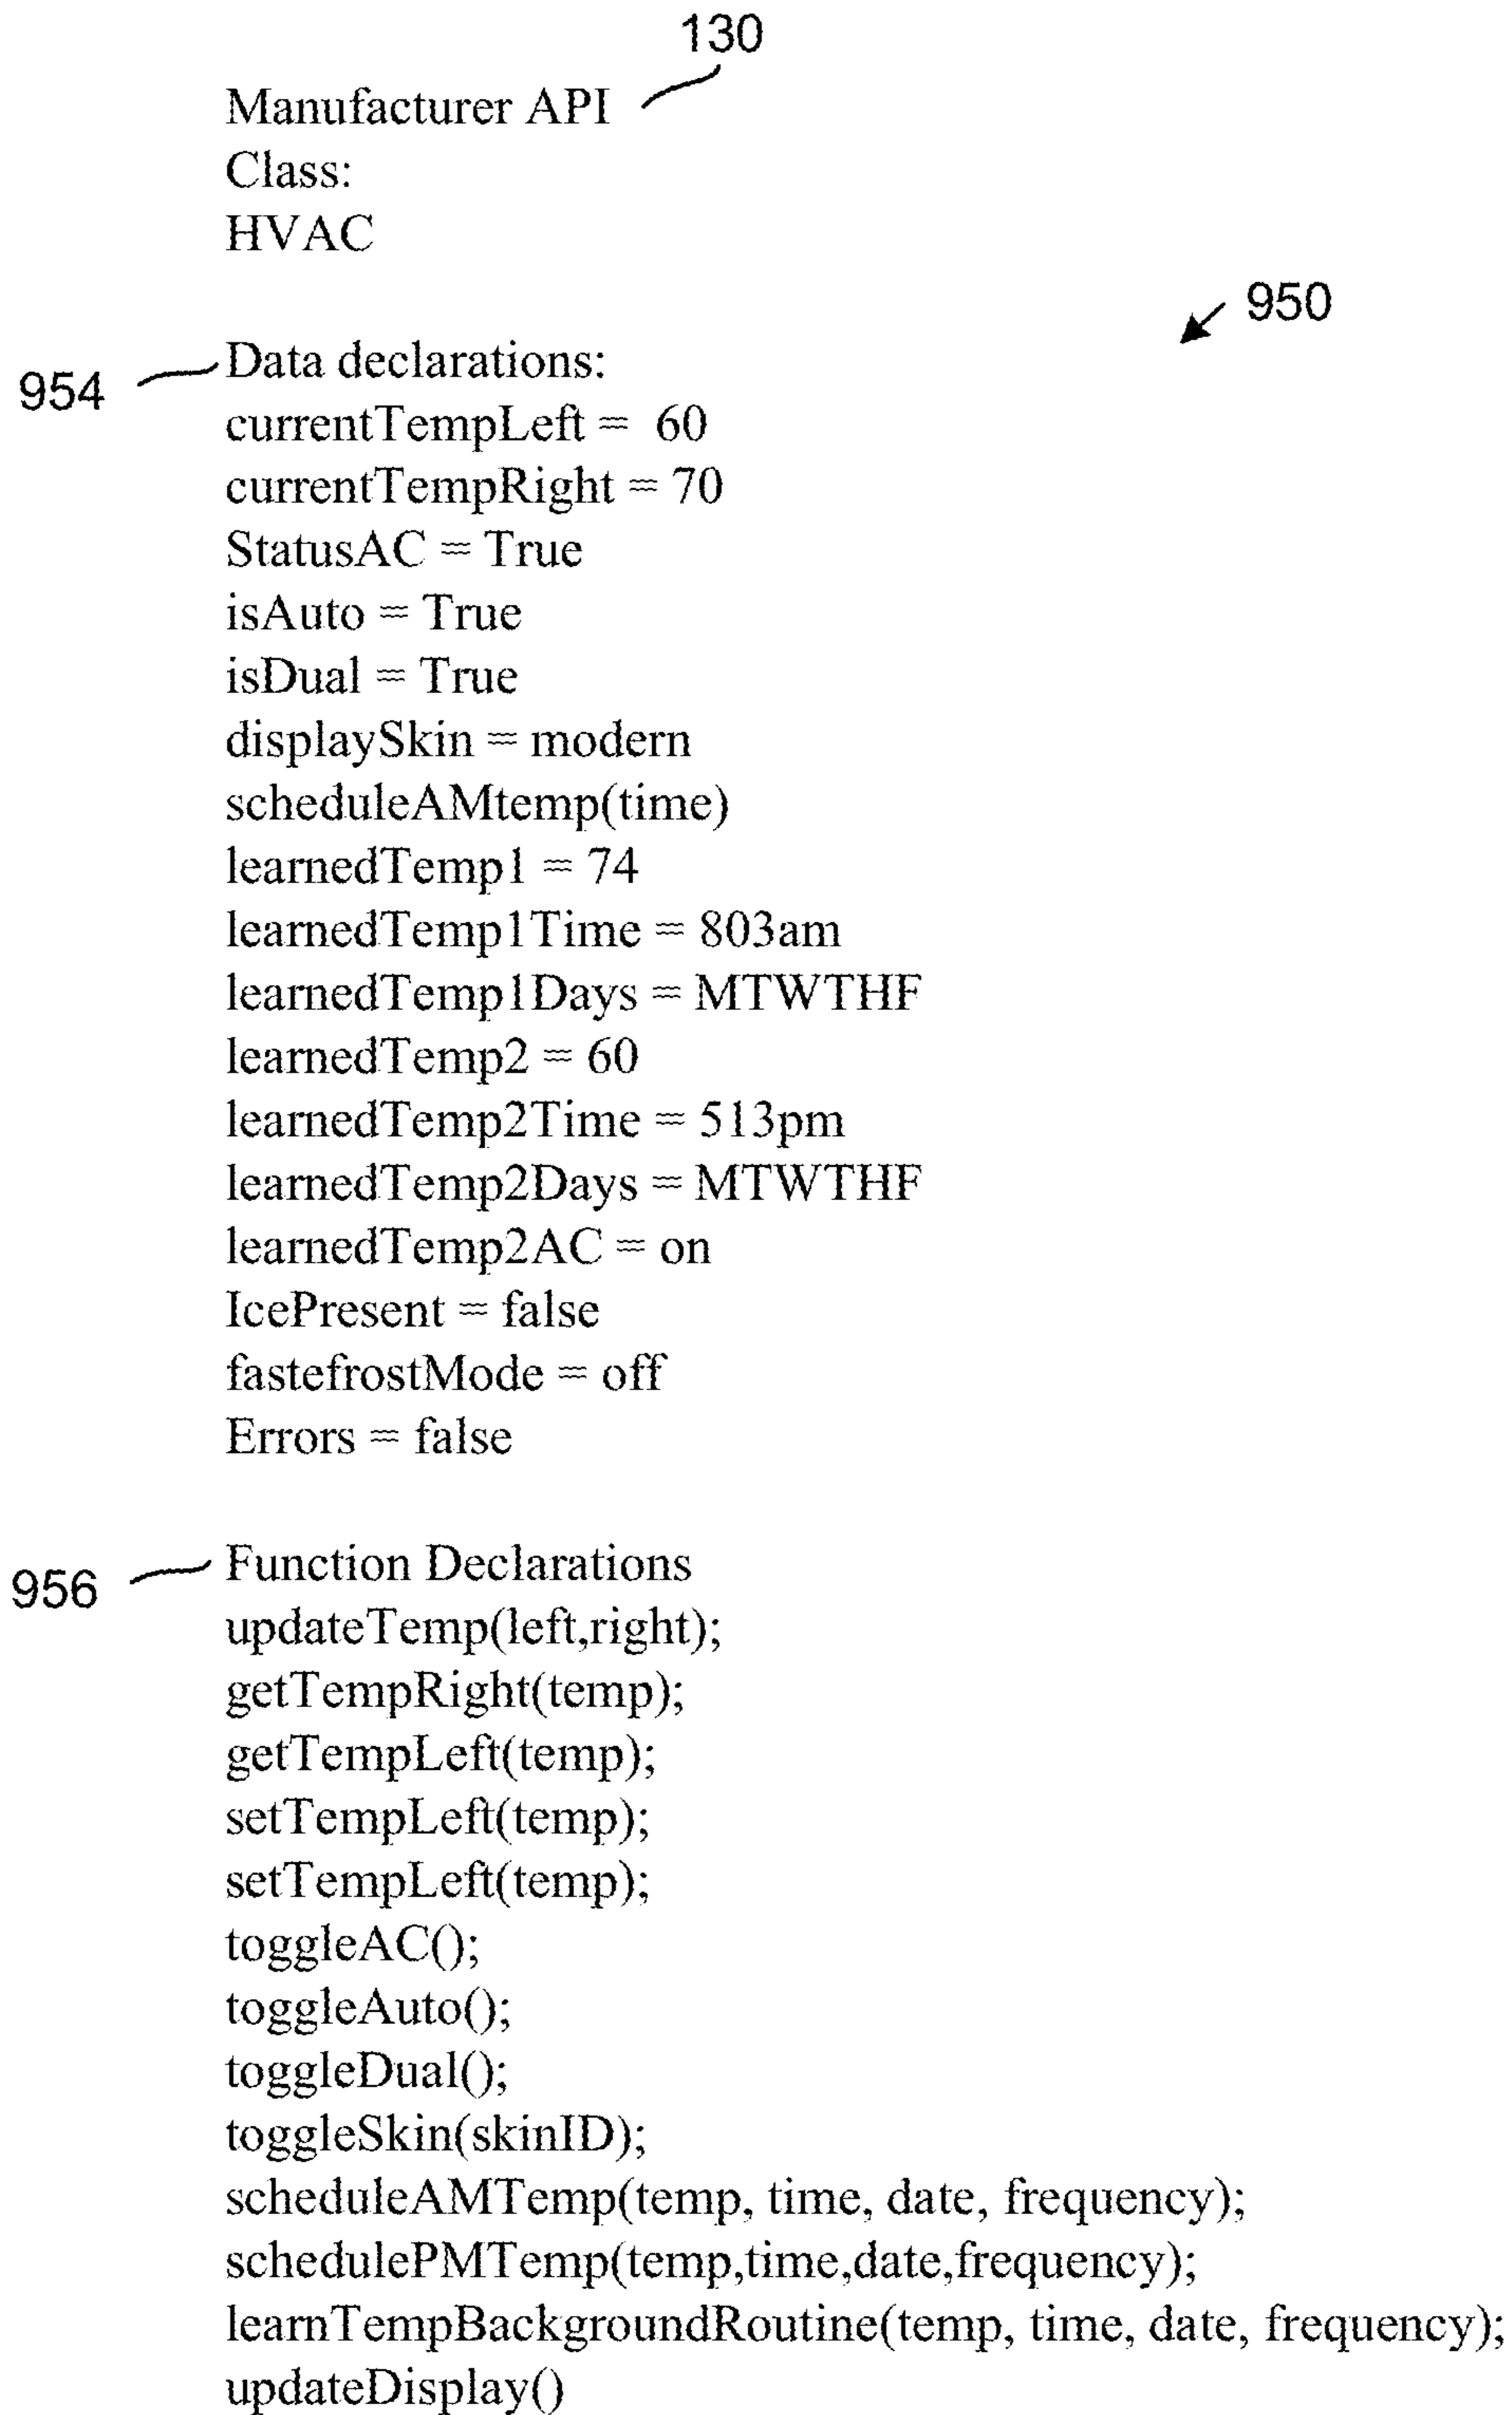 130
Manufacturer API
Class:
HVAC
950
954
Data declarations:
currentTempLeft = 60
currentTempRight = 70
StatusAC = True
isAuto = True
isDual = True
displaySkin = modern
scheduleAMtemp(time)
learnedTemp1 = 74
learnedTemp1Time = 803am
learnedTemp1Days = MTWTHF
learnedTemp2 = 60
learnedTemp2Time = 513pm
learnedTemp2Days = MTWTHF
learnedTemp2AC = on
IcePresent = false
fastefrostMode = off
Errors = false
956
Function Declarations
updateTemp(left,right);
getTempRight(temp);
getTempLeft(temp);
setTempLeft(temp);
setTempLeft(temp);
toggleAC();
toggleAuto();
toggleDual();
toggleSkin(skinID);
scheduleAMTemp(temp, time, date, frequency);
schedulePMTemp(temp,time,date,frequency);
learnTempBackgroundRoutine(temp, time, date, frequency);
updateDisplay()